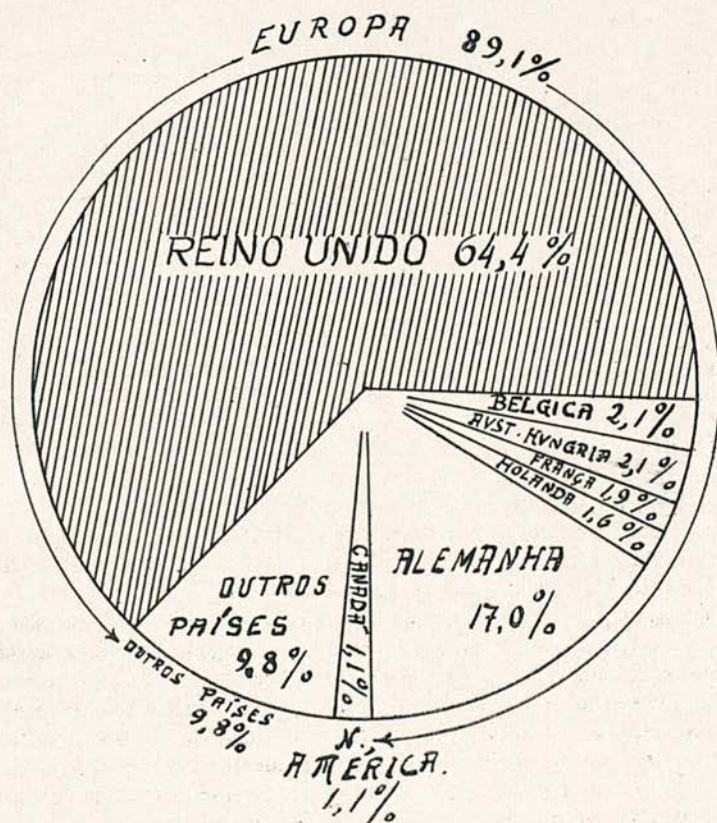 EUROPA 89,1%
REINO UNIDO 64,4%
BELGICA 2,1%
AUST. HUNGRIA 2,1%
FRANÇA 1,9%
HOLANDA 1,6%
ALEMANHA
17,0%
CANADÁ 1,1%.
OUTROS
PAÍSES
9,8%
OUTROS PAÍSES
9,8%
N.
AMÉRICA.
1,1%